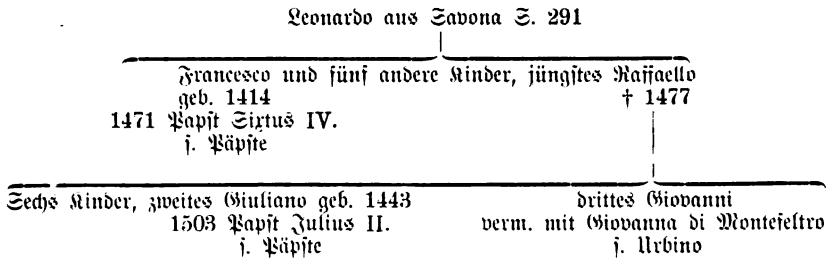 Leonardo aus Savona S. 291
Francesco und fünf andere Kinder, jüngstes Raffaello
geb. 1414 † 1477
1471 Papst Sixtus IV.
s. Päpste
Sechs Kinder, zweites Giuliano geb. 1443 drittes Giovanni
1503 Papst Julius II. verm. mit Giovanna di Montefeltro
s. Päpste s. Urbino